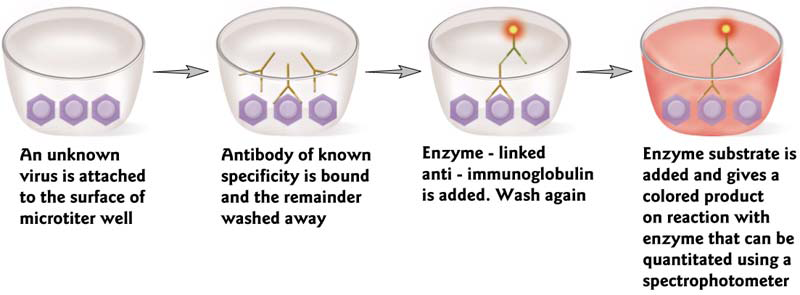 An unknown
virus is attached
to the surface of
microtiter well
Antibody of known
specificity is bound
and the remainder
washed away
Enzyme - linked
anti - immunoglobulin
is added. Wash again
Enzyme substrate is
added and gives a
colored product
on reaction with
enzyme that can be
quantitated using a
spectrophotometer